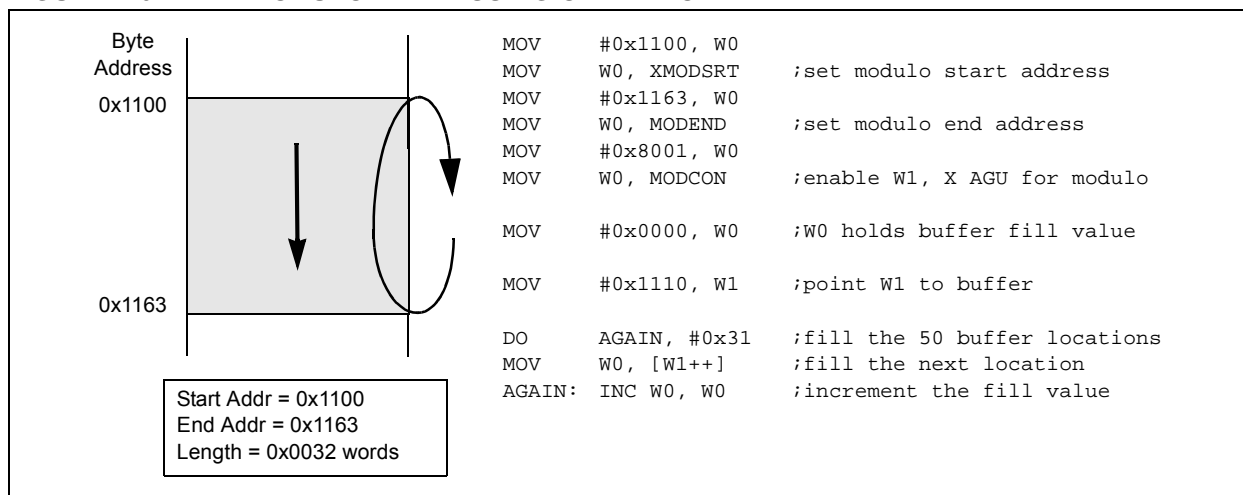 Byte
Address
0x1100
0x1163
Start Addr = 0x1100
End Addr = 0x1163
Length = 0x0032 words
MOV #0x1100, W0
MOV W0, XMODSRT ;set modulo start address
MOV #0x1163, W0
MOV W0, MODEND ;set modulo end address
MOV #0x8001, W0
MOV W0, MODCON ;enable W1, X AGU for modulo
MOV #0x0000, W0 ;W0 holds buffer fill value
MOV #0x1110, W1 ;point W1 to buffer
DO AGAIN, #0x31 ;fill the 50 buffer locations
MOV W0, [W1++] ;fill the next location
AGAIN: INC W0, W0 ;increment the fill value